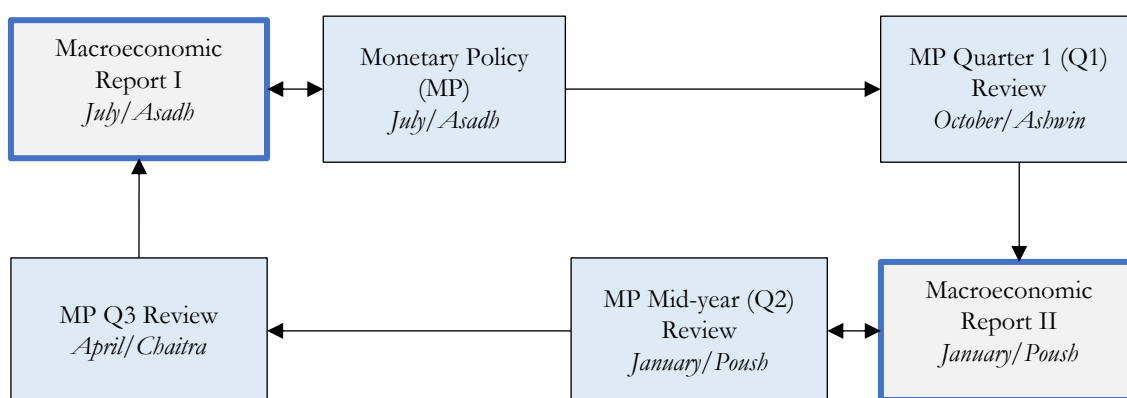 Macroeconomic
Report I
July/Asadh
Monetary Policy
(MP)
July/Asadh
MP Quarter 1 (Q1)
Review
October/Ashwin
MP Q3 Review
April/Chaitra
MP Mid-year (Q2)
Review
January/Poush
Macroeconomic
Report II
January/Poush